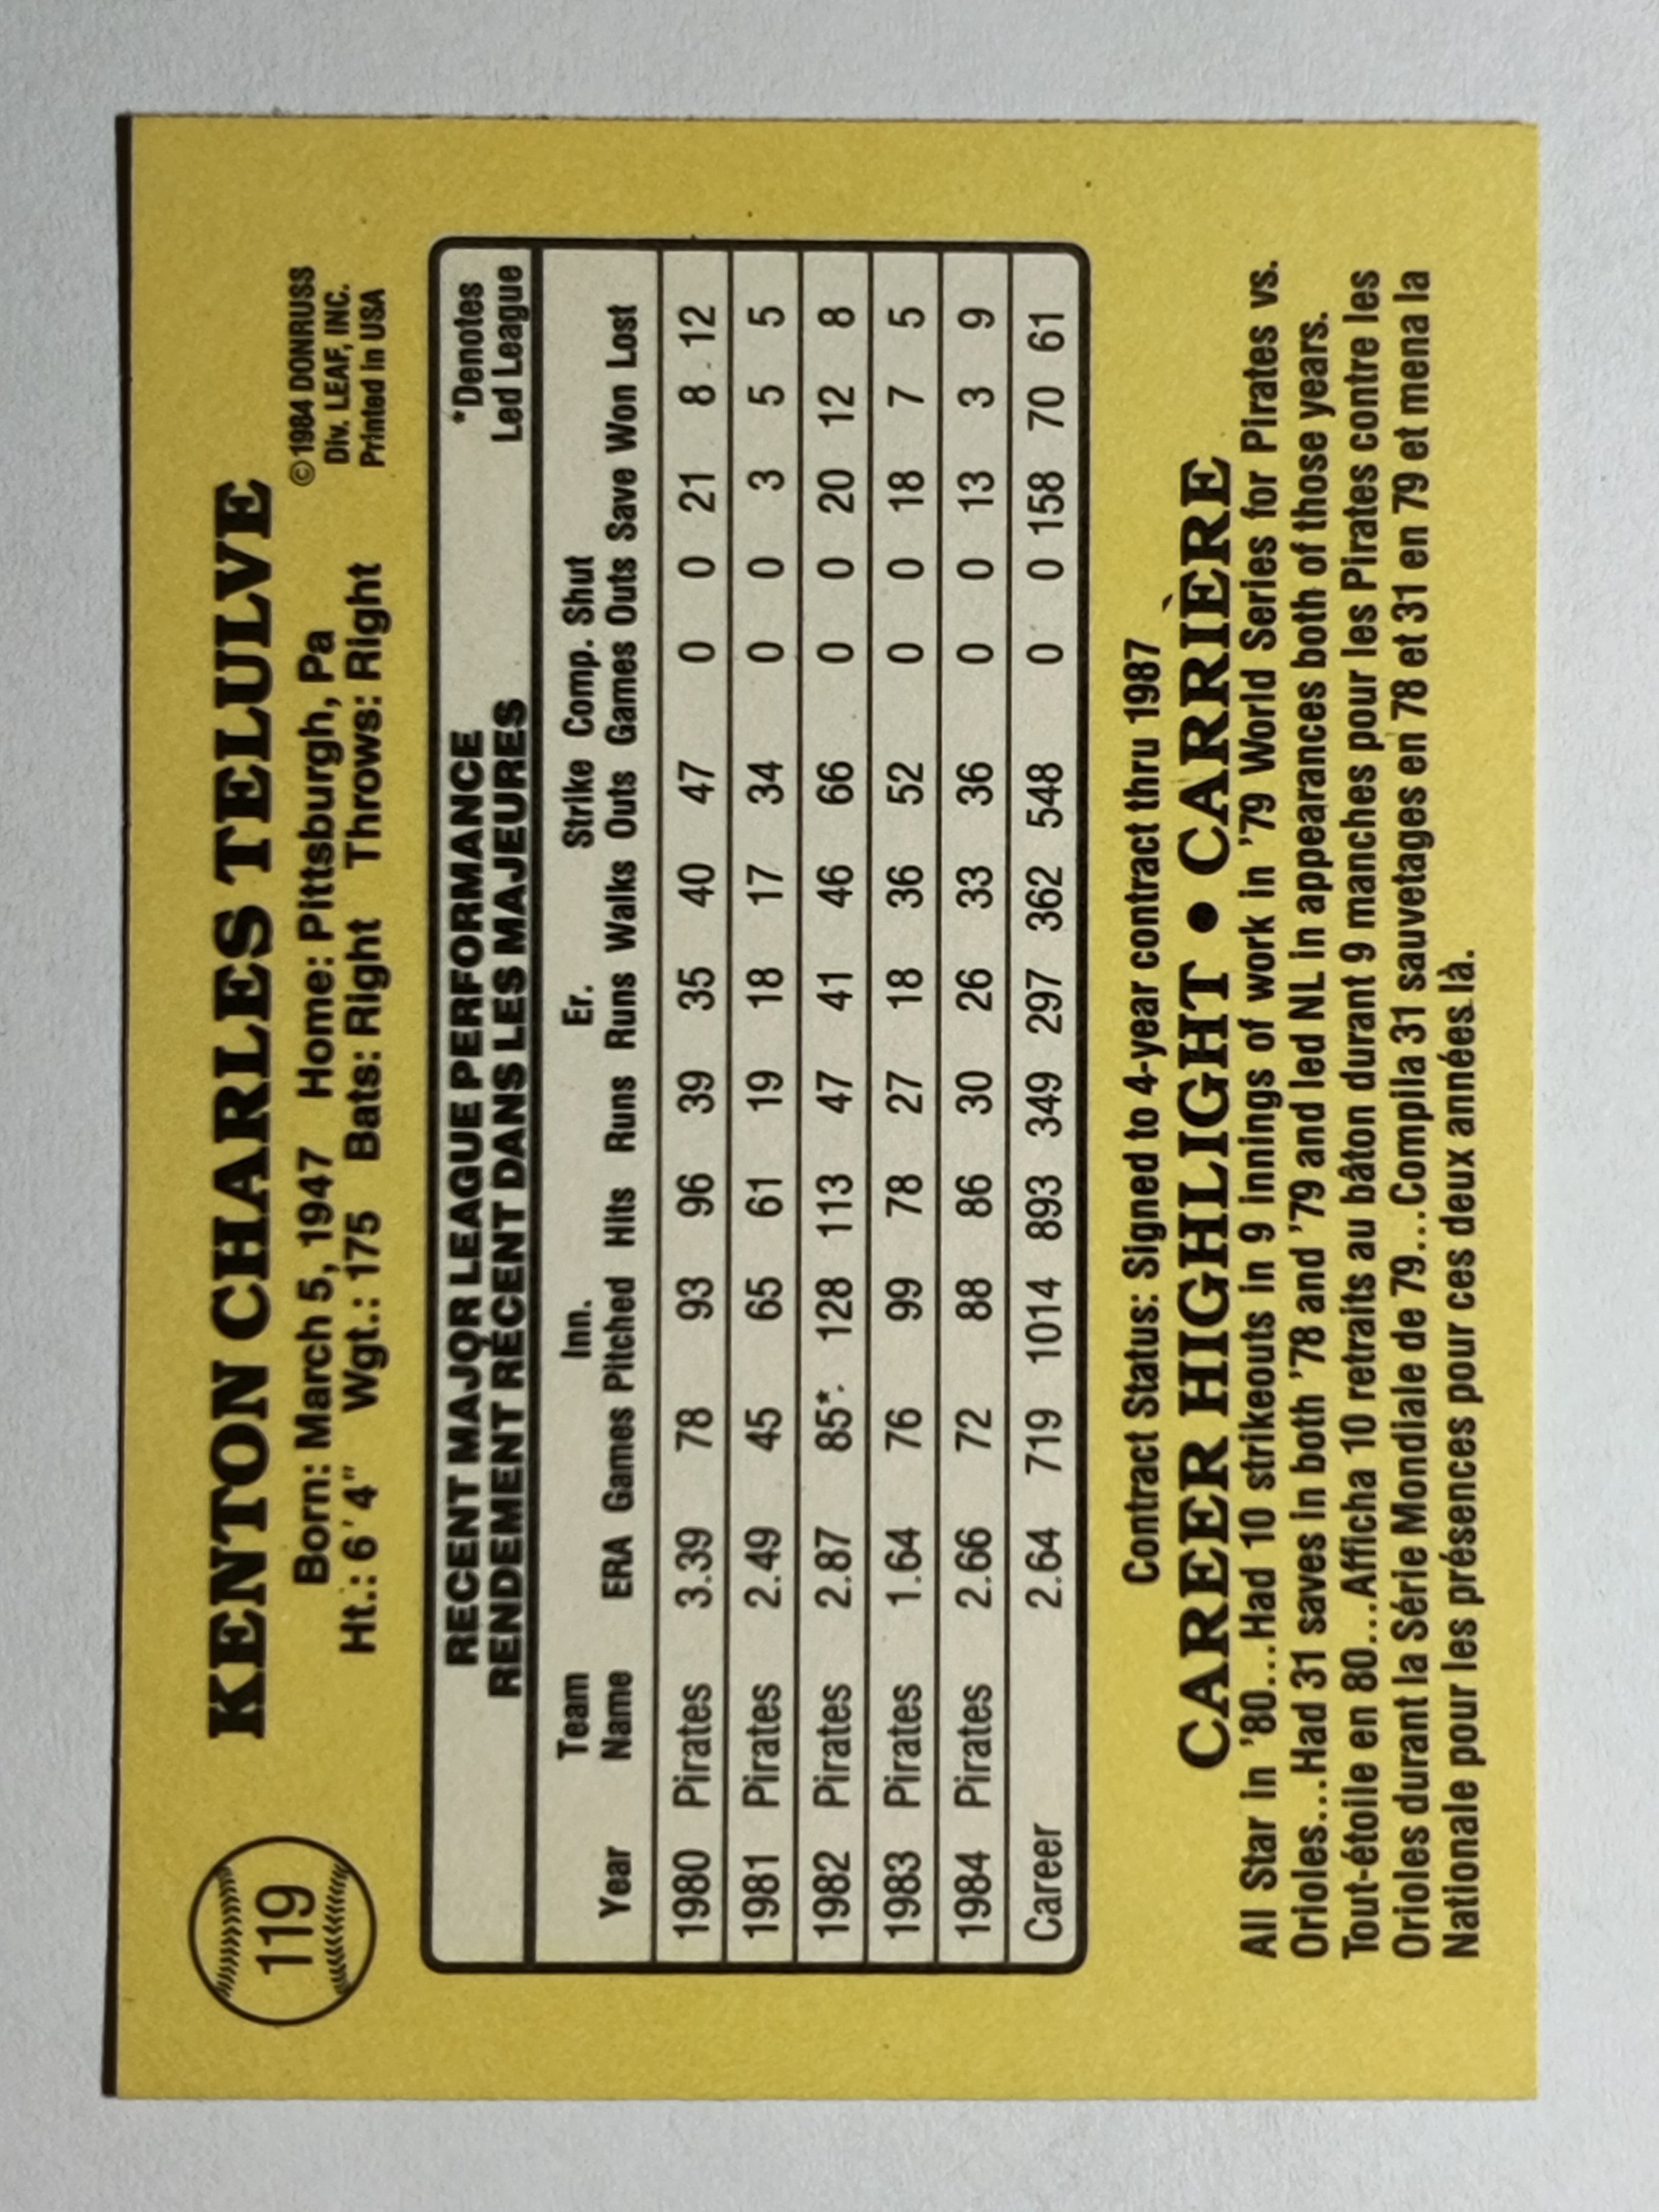 119
KENTON CHARLES TELULVE
Born: March 5, 1947 Home: Pittsburgh, Pa
Ht.: 6'4" Wgt.: 175 Bats: Right Throws: Right
©1984 DONRUSS
Div. LEAF, INC.
Printed in USA
RECENT MAJOR LEAGUE PERFORMANCE
RENDEMENT RÉCENT DANS LES MAJEURES
*Denotes
Led League
Team Inn. Er. Strike Comp. Shut
Year Name ERA Games Pitched Hits Runs Runs Walks Outs Games Outs Save Won Lost
1980 Pirates 3.39 78 93 96 39 35 40 47 0 0 21 8 12
1981 Pirates 2.49 45 65 61 19 18 17 34 0 0 3 5 5
1982 Pirates 2.87 85* 128 113 47 41 46 66 0 0 20 12 8
1983 Pirates 1.64 76 99 78 27 18 36 52 0 0 18 7 5
1984 Pirates 2.66 72 88 86 30 26 33 36 0 0 13 3 9
Career 2.64 719 1014 893 349 297 362 548 0 0 158 70 61
Contract Status: Signed to 4-year contract thru 1987
CAREER HIGHLIGHT • CARRIÈRE
All Star in '80...Had 10 strikeouts in 9 innings of work in '79 World Series for Pirates vs.
Orioles...Had 31 saves in both '78 and '79 and led NL in appearances both of those years.
Tout-étoile en 80...Afficha 10 retraits au bâton durant 9 manches pour les Pirates contre les
Orioles durant la Série Mondiale de 79...Compila 31 sauvetages en 78 et 31 en 79 et mena la
Nationale pour les présences pour ces deux années là.